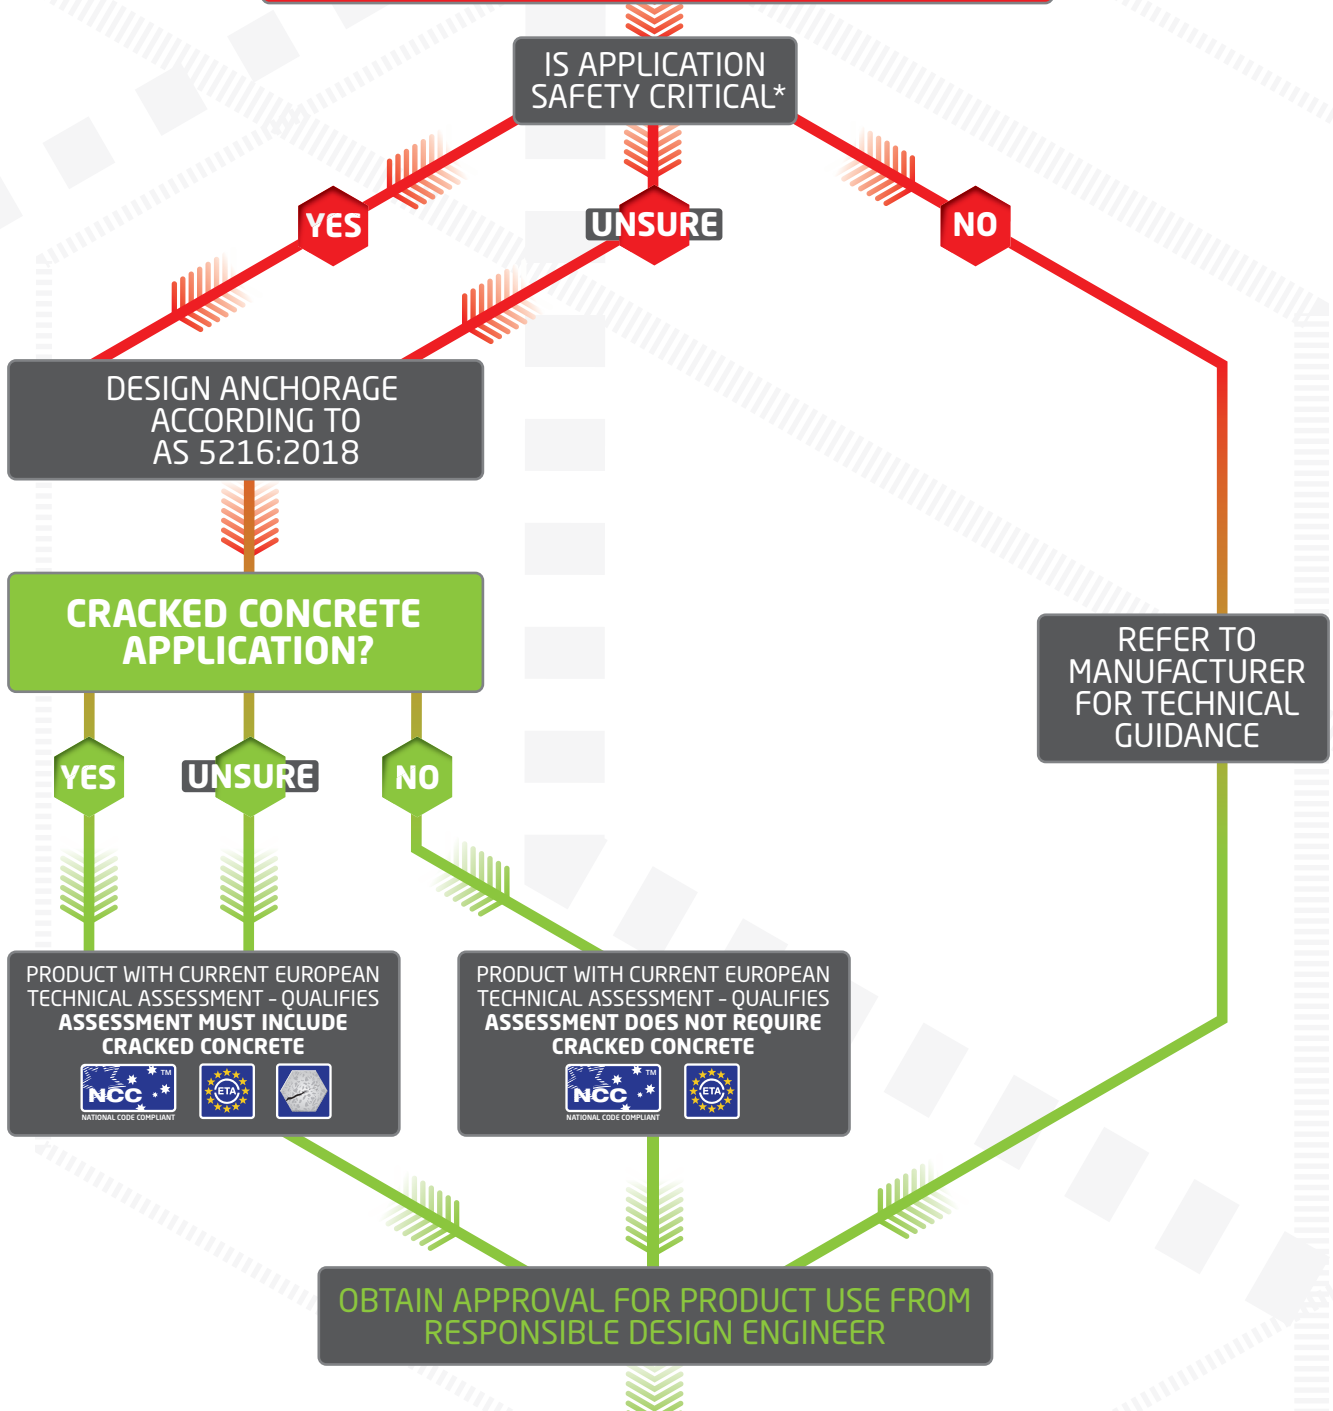 IS APPLICATION
SAFETY CRITICAL*
YES
UNSURE
NO
DESIGN ANCHORAGE
ACCORDING TO
AS 5216:2018
CRACKED CONCRETE
APPLICATION?
REFER TO
MANUFACTURER
FOR TECHNICAL
GUIDANCE
YES
UNSURE
NO
PRODUCT WITH CURRENT EUROPEAN
TECHNICAL ASSESSMENT – QUALIFIES
ASSESSMENT MUST INCLUDE
CRACKED CONCRETE
NCC TM
ETA
NATIONAL CODE COMPLIANT
PRODUCT WITH CURRENT EUROPEAN
TECHNICAL ASSESSMENT – QUALIFIES
ASSESSMENT DOES NOT REQUIRE
CRACKED CONCRETE
NCC TM
ETA
NATIONAL CODE COMPLIANT
OBTAIN APPROVAL FOR PRODUCT USE FROM
RESPONSIBLE DESIGN ENGINEER